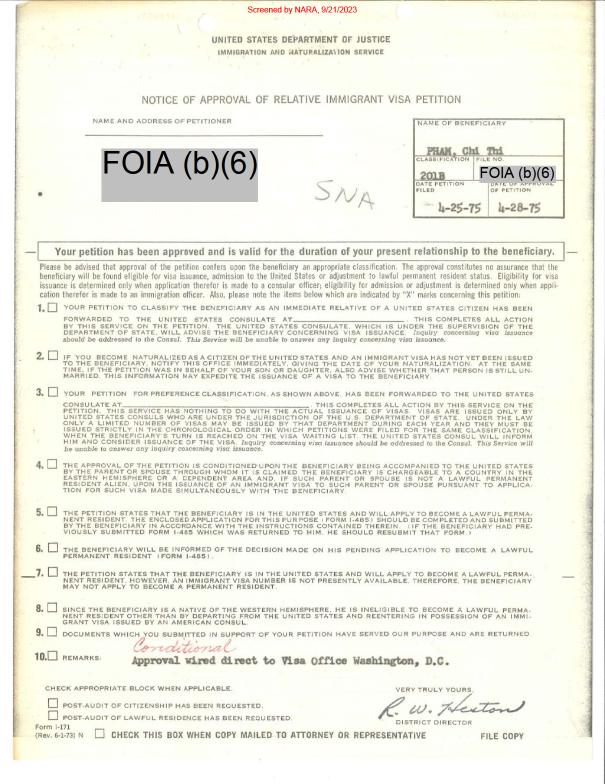 Screened by NARA, 9/21/2023
UNITED STATES DEPARTMENT OF JUSTICE
IMMIGRATION AND NATURALIZATION SERVICE
NOTICE OF APPROVAL OF RELATIVE IMMIGRANT VISA PETITION
NAME AND ADDRESS OF PETITIONER
FOIA (b)(6)
SNA
NAME OF BENEFICIARY
PHAM, Chi Thi
CLASSIFICATION FILE NO.
201B FOIA (b)(6)
DATE PETITION FILED DATE OF APPROVAL OF PETITION
4-25-75 4-28-75
Your petition has been approved and is valid for the duration of your present relationship to the beneficiary.
Please be advised that approval of the petition confers upon the beneficiary an appropriate classification. The approval constitutes no assurance that the
beneficiary will be found eligible for visa issuance, admission to the United States or adjustment to lawful permanent resident status. Eligibility for visa
issuance is determined only when application therefor is made to a consular officer; eligibility for admission or adjustment is determined only when appli-
cation therefor is made to an immigration officer. Also, please note the items below which are indicated by "X" marks concerning this petition:
1. YOUR PETITION TO CLASSIFY THE BENEFICIARY AS AN IMMEDIATE RELATIVE OF A UNITED STATES CITIZEN HAS BEEN
FORWARDED TO THE UNITED STATES CONSULATE AT ____________. THIS COMPLETES ALL ACTION
BY THIS SERVICE ON THE PETITION. THE UNITED STATES CONSULATE, WHICH IS UNDER THE SUPERVISION OF THE
DEPARTMENT OF STATE, WILL ADVISE THE BENEFICIARY CONCERNING VISA ISSUANCE. Inquiry concerning visa issuance
should be addressed to the Consul. This Service will be unable to answer any inquiry concerning visa issuance.
2. IF YOU BECOME NATURALIZED AS A CITIZEN OF THE UNITED STATES AND AN IMMIGRANT VISA HAS NOT YET BEEN ISSUED
TO THE BENEFICIARY, NOTIFY THIS OFFICE IMMEDIATELY, GIVING THE DATE OF YOUR NATURALIZATION. AT THE SAME
TIME, IF THE PETITION WAS IN BEHALF OF YOUR SON OR DAUGHTER, ALSO ADVISE WHETHER THAT PERSON IS STILL UN-
MARRIED. THIS INFORMATION MAY EXPEDITE THE ISSUANCE OF A VISA TO THE BENEFICIARY.
3. YOUR PETITION FOR PREFERENCE CLASSIFICATION, AS SHOWN ABOVE, HAS BEEN FORWARDED TO THE UNITED STATES
CONSULATE AT ____________. THIS COMPLETES ALL ACTION BY THIS SERVICE ON THE
PETITION. THIS SERVICE HAS NOTHING TO DO WITH THE ACTUAL ISSUANCE OF VISAS. VISAS ARE ISSUED ONLY BY
UNITED STATES CONSULS WHO ARE UNDER THE JURISDICTION OF THE U.S. DEPARTMENT OF STATE. UNDER THE LAW
ONLY A LIMITED NUMBER OF VISAS MAY BE ISSUED BY THAT DEPARTMENT DURING EACH YEAR AND THEY MUST BE
ISSUED STRICTLY IN THE CHRONOLOGICAL ORDER IN WHICH PETITIONS WERE FILED FOR THE SAME CLASSIFICATION.
WHEN THE BENEFICIARY'S TURN IS REACHED ON THE VISA WAITING LIST, THE UNITED STATES CONSUL WILL INFORM
HIM AND CONSIDER ISSUANCE OF THE VISA. Inquiry concerning visa issuance should be addressed to the Consul. This Service will
be unable to answer any inquiry concerning visa issuance.
4. THE APPROVAL OF THE PETITION IS CONDITIONED UPON THE BENEFICIARY BEING ACCOMPANIED TO THE UNITED STATES
BY THE PARENT OR SPOUSE THROUGH WHOM IT IS CLAIMED THE BENEFICIARY IS CHARGEABLE TO A COUNTRY IN THE
EASTERN HEMISPHERE OR A DEPENDENT AREA AND, IF SUCH PARENT OR SPOUSE IS NOT A LAWFUL PERMANENT
RESIDENT ALIEN, UPON THE ISSUANCE OF AN IMMIGRANT VISA TO SUCH PARENT OR SPOUSE PURSUANT TO APPLICA-
TION FOR SUCH VISA MADE SIMULTANEOUSLY WITH THE BENEFICIARY.
5. THE PETITION STATES THAT THE BENEFICIARY IS IN THE UNITED STATES AND WILL APPLY TO BECOME A LAWFUL PERMA-
NENT RESIDENT. THE ENCLOSED APPLICATION FOR THIS PURPOSE (FORM I-485) SHOULD BE COMPLETED AND SUBMITTED
BY THE BENEFICIARY IN ACCORDANCE WITH THE INSTRUCTIONS CONTAINED THEREIN. (IF THE BENEFICIARY HAD PRE-
VIOUSLY SUBMITTED FORM I-485 WHICH WAS RETURNED TO HIM, HE SHOULD RESUBMIT THAT FORM.)
6. THE BENEFICIARY WILL BE INFORMED OF THE DECISION MADE ON HIS PENDING APPLICATION TO BECOME A LAWFUL
PERMANENT RESIDENT (FORM I-485).
7. THE PETITION STATES THAT THE BENEFICIARY IS IN THE UNITED STATES AND WILL APPLY TO BECOME A LAWFUL PERMA-
NENT RESIDENT. HOWEVER, AN IMMIGRANT VISA NUMBER IS NOT PRESENTLY AVAILABLE. THEREFORE, THE BENEFICIARY
MAY NOT APPLY TO BECOME A PERMANENT RESIDENT.
8. SINCE THE BENEFICIARY IS A NATIVE OF THE WESTERN HEMISPHERE, HE IS INELIGIBLE TO BECOME A LAWFUL PERMA-
NENT RESIDENT OTHER THAN BY DEPARTING FROM THE UNITED STATES AND REENTERING IN POSSESSION OF AN IMMI-
GRANT VISA ISSUED BY AN AMERICAN CONSUL.
9. DOCUMENTS WHICH YOU SUBMITTED IN SUPPORT OF YOUR PETITION HAVE SERVED OUR PURPOSE AND ARE RETURNED.
Conditional
10. REMARKS: Approval wired direct to Visa Office Washington, D.C.
CHECK APPROPRIATE BLOCK WHEN APPLICABLE.
POST-AUDIT OF CITIZENSHIP HAS BEEN REQUESTED.
POST-AUDIT OF LAWFUL RESIDENCE HAS BEEN REQUESTED.
VERY TRULY YOURS,
R. W. Heston
DISTRICT DIRECTOR
Form I-171
(Rev. 6-1-73) N CHECK THIS BOX WHEN COPY MAILED TO ATTORNEY OR REPRESENTATIVE FILE COPY